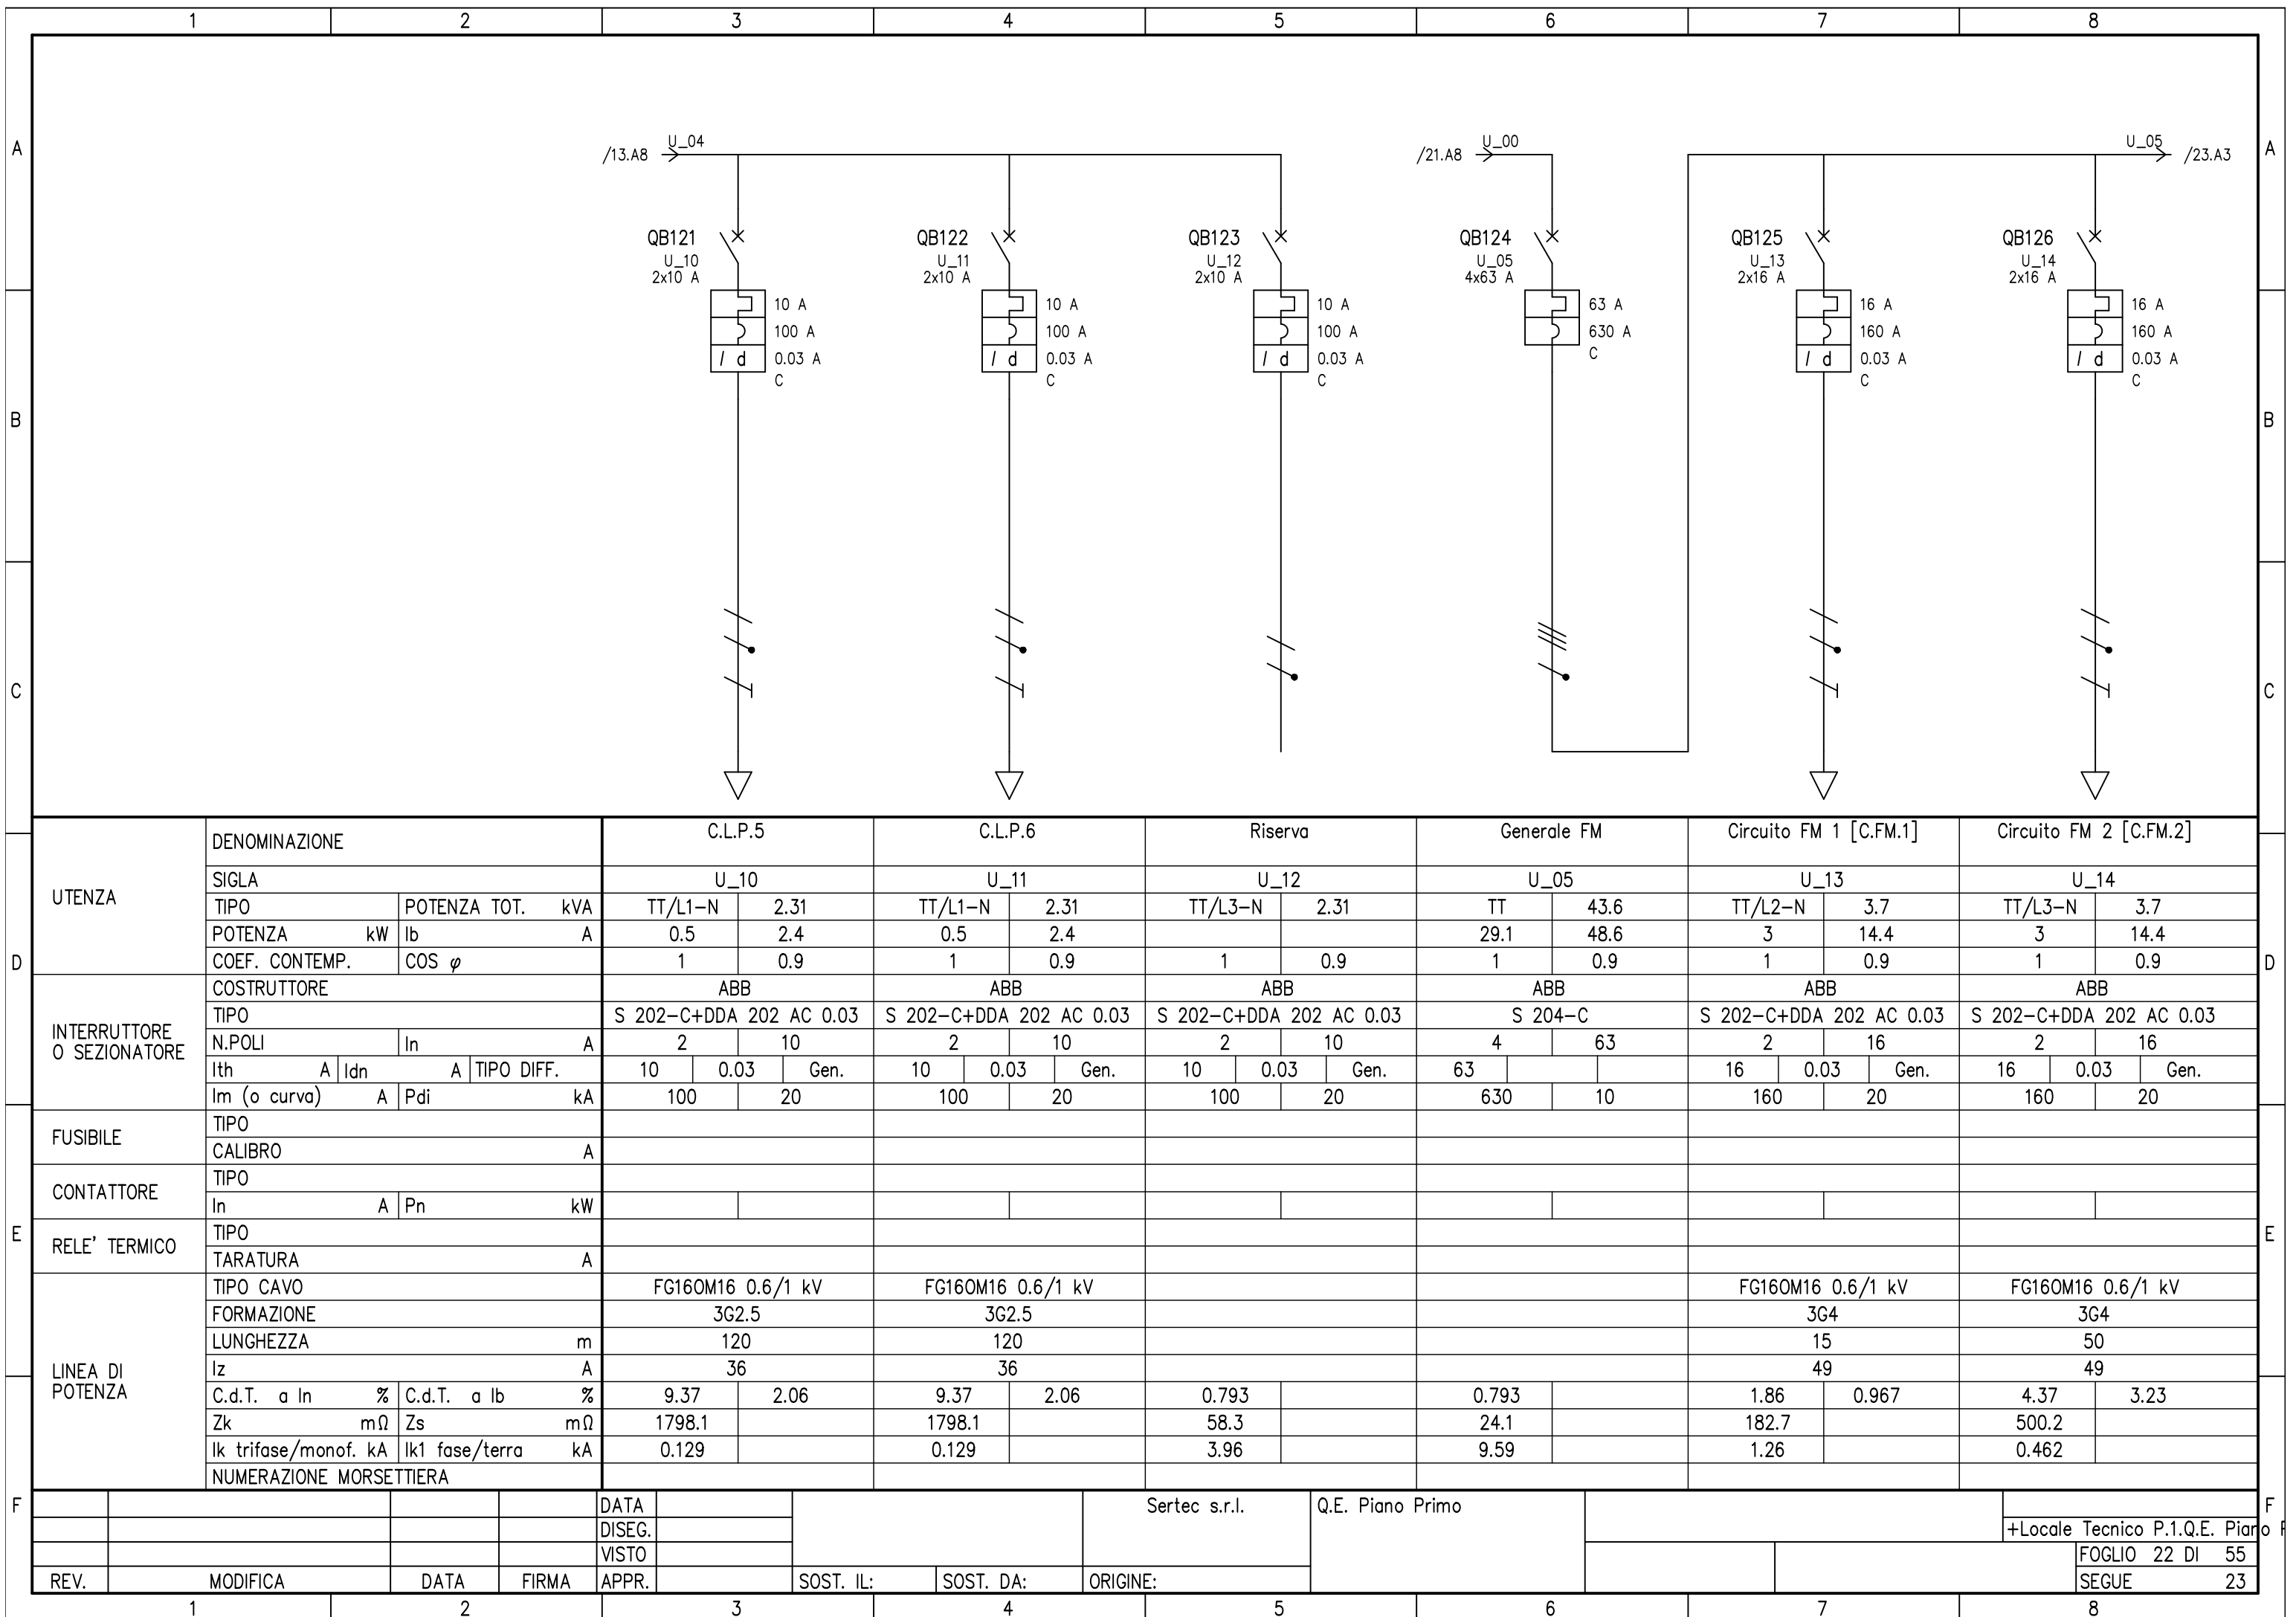 1 2 3 4 5 6 7 8
A A
/13.A8 U_04 /21.A8 U_00 U_05 /23.A3
QB121 QB122 QB123 QB124 QB125 QB126
U_10 U_11 U_12 U_05 U_13 U_14
2x10 A 2x10 A 2x10 A 4x63 A 2x16 A 2x16 A
10 A 10 A 10 A 63 A 16 A 16 A
100 A 100 A 100 A 630 A 160 A 160 A
I d 0.03 A I d 0.03 A I d 0.03 A C I d 0.03 A I d 0.03 A
C C C C C
B B
C C
UTENZA DENOMINAZIONE C.L.P.5 C.L.P.6 Riserva Generale FM Circuito FM 1 [C.FM.1] Circuito FM 2 [C.FM.2]
SIGLA U_10 U_11 U_12 U_05 U_13 U_14
TIPO POTENZA TOT. kVA TT/L1-N 2.31 TT/L1-N 2.31 TT/L3-N 2.31 TT 43.6 TT/L2-N 3.7 TT/L3-N 3.7
POTENZA kW Ib A 0.5 2.4 0.5 2.4 29.1 48.6 3 14.4 3 14.4
D COEF. CONTEMP. COS φ 1 0.9 1 0.9 1 0.9 1 0.9 1 0.9 1 0.9 D
INTERRUTTORE O SEZIONATORE COSTRUTTORE ABB ABB ABB ABB ABB ABB
TIPO S 202-C+DDA 202 AC 0.03 S 202-C+DDA 202 AC 0.03 S 202-C+DDA 202 AC 0.03 S 204-C S 202-C+DDA 202 AC 0.03 S 202-C+DDA 202 AC 0.03
N.POLI In A 2 10 2 10 2 10 4 63 2 16 2 16
Ith A Idn A TIPO DIFF. 10 0.03 Gen. 10 0.03 Gen. 10 0.03 Gen. 63 16 0.03 Gen. 16 0.03 Gen.
Im (o curva) A Pdi kA 100 20 100 20 100 20 630 10 160 20 160 20
FUSIBILE TIPO
CALIBRO A
CONTATTORE TIPO
In A Pn kW
E RELE' TERMICO TIPO E
TARATURA A
LINEA DI POTENZA TIPO CAVO FG16OM16 0.6/1 kV FG16OM16 0.6/1 kV FG16OM16 0.6/1 kV FG16OM16 0.6/1 kV
FORMAZIONE 3G2.5 3G2.5 3G4 3G4
LUNGHEZZA m 120 120 15 50
Iz A 36 36 49 49
C.d.T. a In % C.d.T. a Ib % 9.37 2.06 9.37 2.06 0.793 0.793 1.86 0.967 4.37 3.23
Zk mΩ Zs mΩ 1798.1 1798.1 58.3 24.1 182.7 500.2
Ik trifase/monof. kA Ik1 fase/terra kA 0.129 0.129 3.96 9.59 1.26 0.462
NUMERAZIONE MORSETTIERA
F DATA Sertec s.r.l. Q.E. Piano Primo F
DISEG. +Locale Tecnico P.1.Q.E. Piano
VISTO FOGLIO 22 DI 55
REV. MODIFICA DATA FIRMA APPR. SOST. IL: SOST. DA: ORIGINE: SEGUE 23
1 2 3 4 5 6 7 8